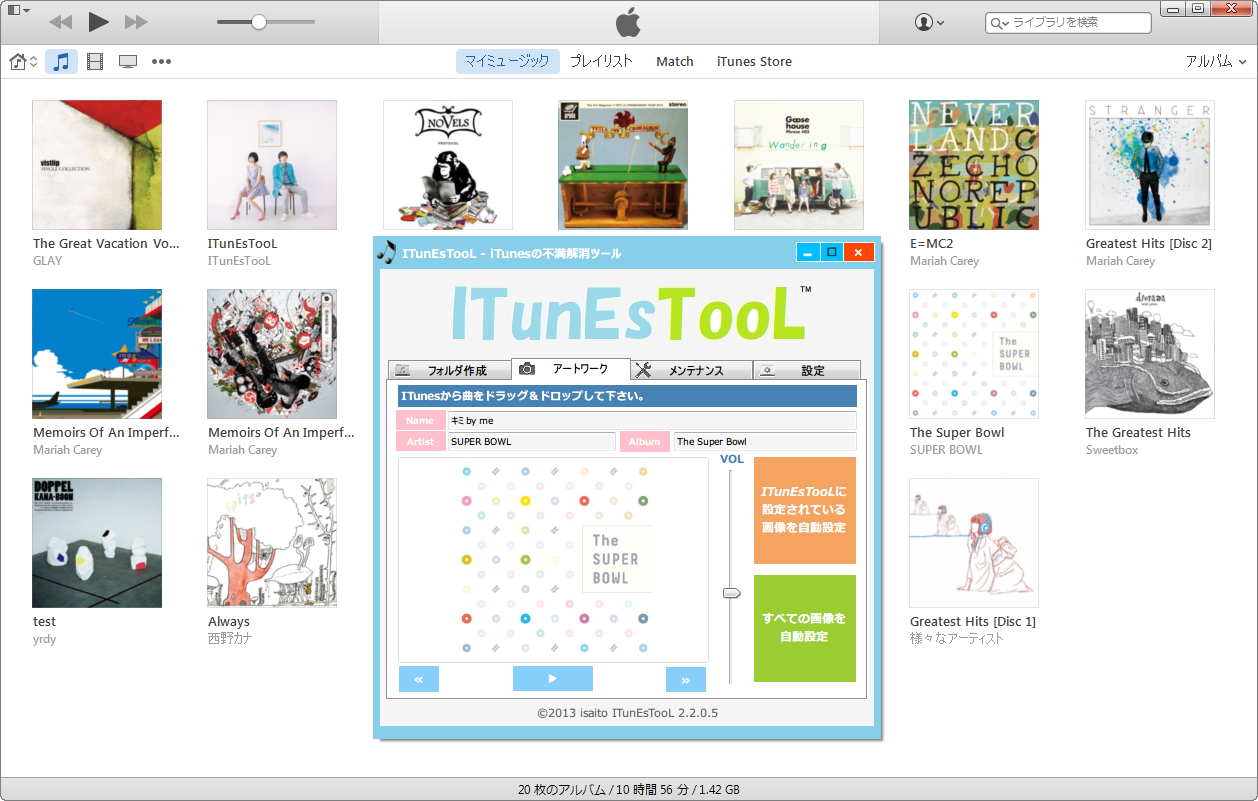 ライブラリを検索
マイミュージック
プレイリスト
Match
iTunes Store
アルバム
vistlip
SINGLE COLLECTION
NOVELS
PROTOCOL
stereo
Goose house
Phrase #03
Wandering
NEVER
LAND C
ZECHO
NOREP
UBLIC
STRANGER
The Great Vacation Vo...
GLAY
ITunEsTooL
ITunEsTooL
E=MC2
Mariah Carey
Greatest Hits [Disc 2]
Mariah Carey
ITunEsTooL - iTunesの不満解消ツール
ITunEsTooL™
フォルダ作成
アートワーク
メンテナンス
設定
ITunesから曲をドラッグ&ドロップして下さい。
Name
キミ by me
Artist
SUPER BOWL
Album
The Super Bowl
VOL
The
SUPER
BOWL
ITunEsTooLに
設定されている
画像を自動設定
すべての画像を
自動設定
«
»
©2013 isaito ITunEsTooL 2.2.0.5
diorama
The
SUPER
BOWL
Memoirs Of An Imperf...
Mariah Carey
Memoirs Of An Imperf...
Mariah Carey
The Super Bowl
SUPER BOWL
The Greatest Hits
Sweetbox
DOPPEL
KANA-BOON
Spitz
test
yrdy
Always
西野カナ
Greatest Hits [Disc 1]
様々なアーティスト
20 枚のアルバム / 10 時間 56 分 / 1.42 GB